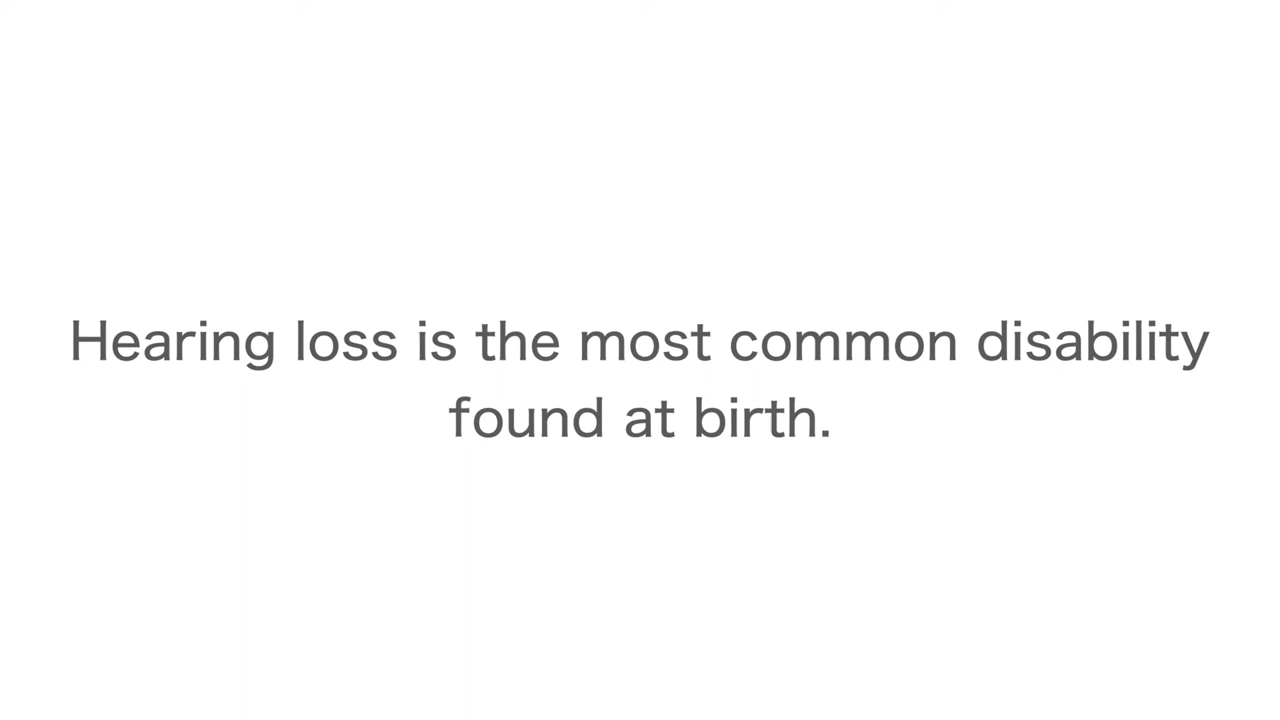 Hearing loss is the most common disability
found at birth.